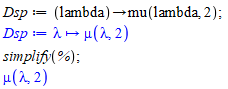 Dsp := (lambda)→mu(lambda, 2);
Dsp := λ ↦ μ(λ, 2)
simplify(%);
μ(λ, 2)